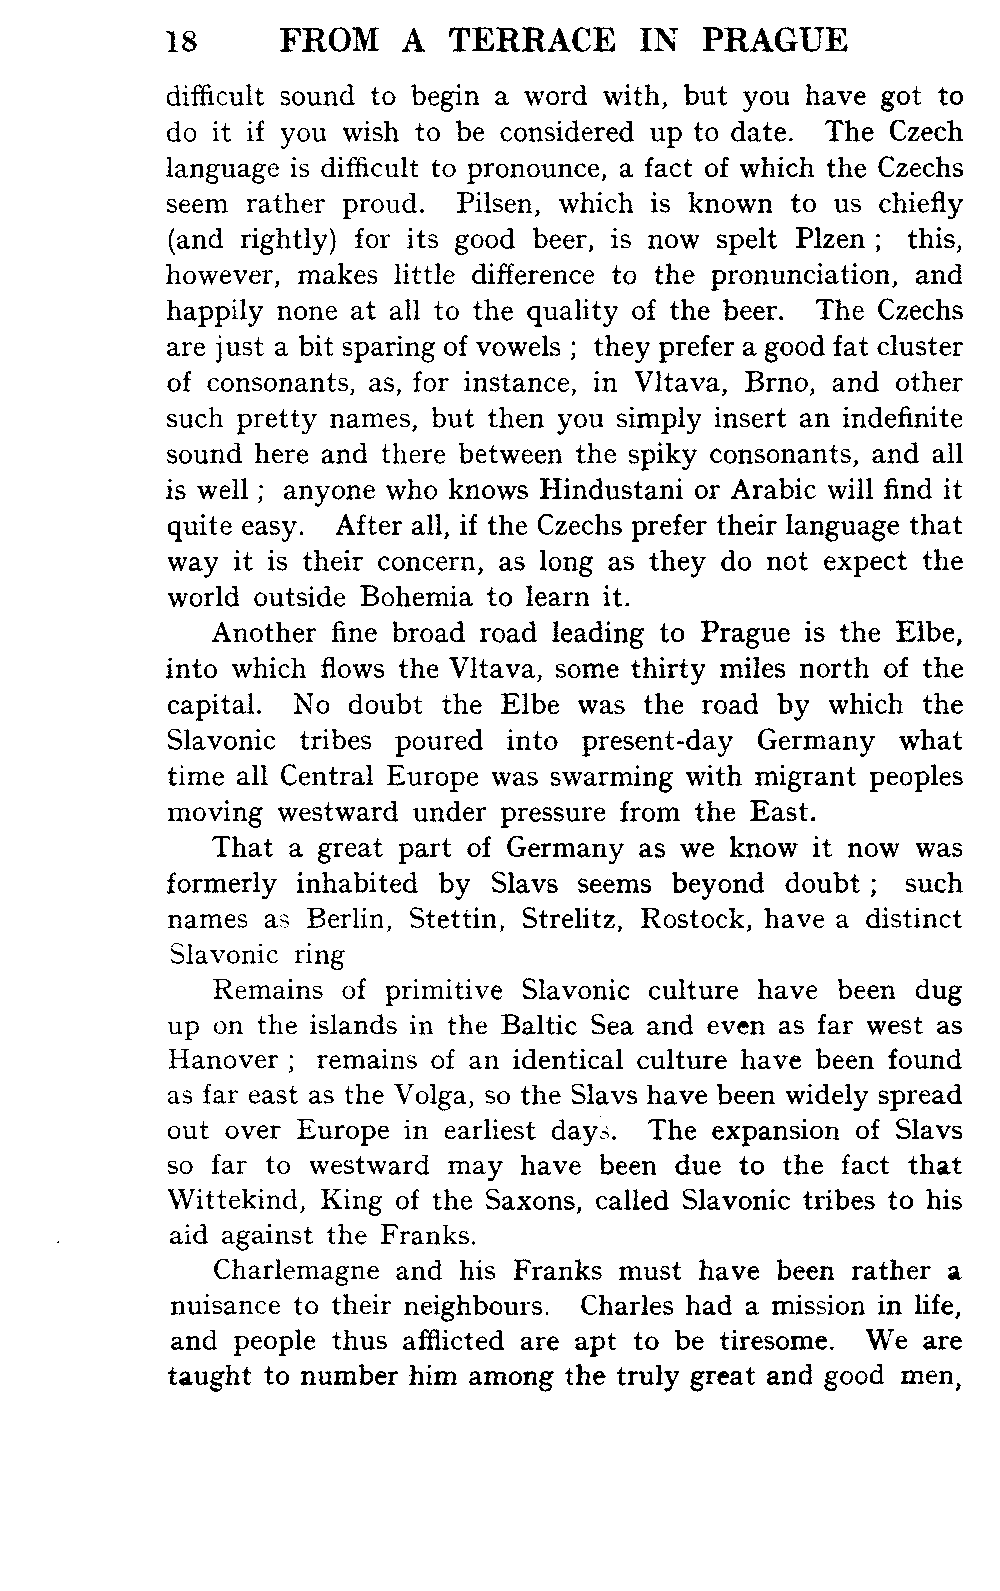 18 FROM A TERRACE IN PRAGUE
difficult sound to begin a word with, but you have got to
do it if you wish to be considered up to date. The Czech
language is difficult to pronounce, a fact of which the Czechs
seem rather proud. Pilsen, which is known to us chiefly
(and rightly) for its good beer, is now spelt Plzen ; this,
however, makes little difference to the pronunciation, and
happily none at all to the quality of the beer. The Czechs
are just a bit sparing of vowels ; they prefer a good fat cluster
of consonants, as, for instance, in Vltava, Brno, and other
such pretty names, but then you simply insert an indefinite
sound here and there between the spiky consonants, and all
is well ; anyone who knows Hindustani or Arabic will find it
quite easy. After all, if the Czechs prefer their language that
way it is their concern, as long as they do not expect the
world outside Bohemia to learn it.
Another fine broad road leading to Prague is the Elbe,
into which flows the Vltava, some thirty miles north of the
capital. No doubt the Elbe was the road by which the
Slavonic tribes poured into present-day Germany what
time all Central Europe was swarming with migrant peoples
moving westward under pressure from the East.
That a great part of Germany as we know it now was
formerly inhabited by Slavs seems beyond doubt ; such
names as Berlin, Stettin, Strelitz, Rostock, have a distinct
Slavonic ring
Remains of primitive Slavonic culture have been dug
up on the islands in the Baltic Sea and even as far west as
Hanover ; remains of an identical culture have been found
as far east as the Volga, so the Slavs have been widely spread
out over Europe in earliest days. The expansion of Slavs
so far to westward may have been due to the fact that
Wittekind, King of the Saxons, called Slavonic tribes to his
aid against the Franks.
Charlemagne and his Franks must have been rather a
nuisance to their neighbours. Charles had a mission in life,
and people thus afflicted are apt to be tiresome. We are
taught to number him among the truly great and good men,